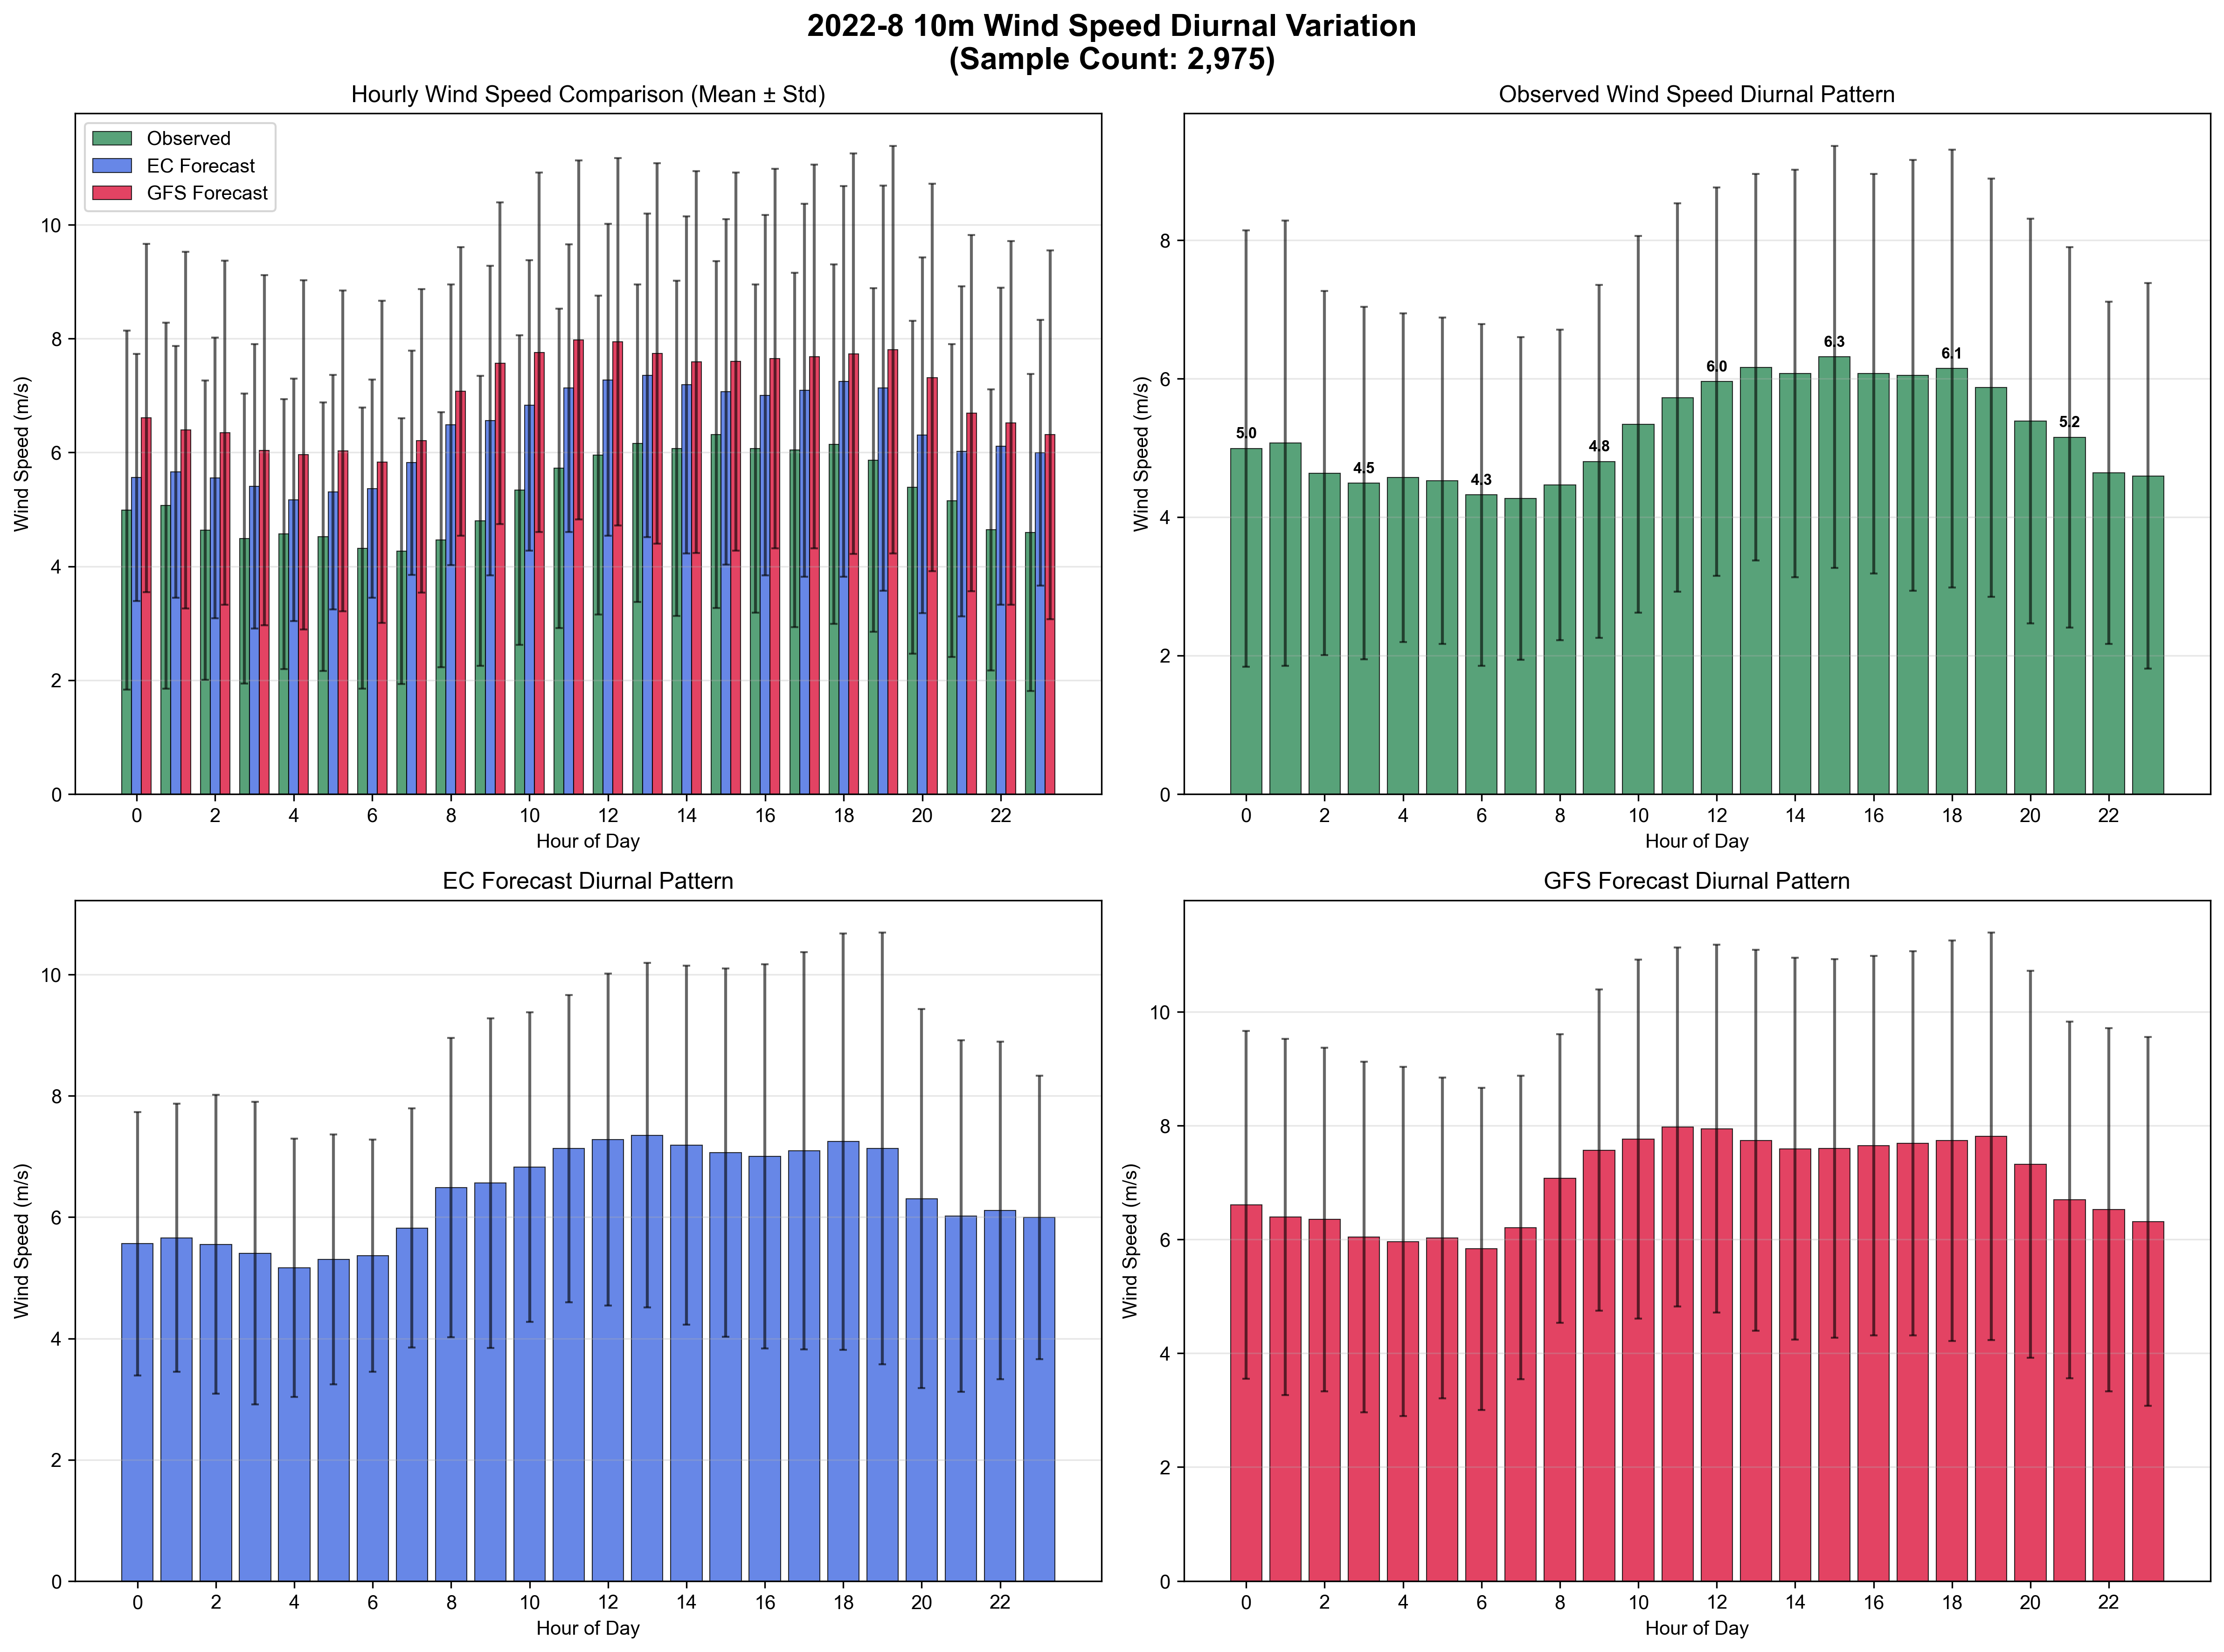 2022-8 10m Wind Speed Diurnal Variation
(Sample Count: 2,975)
Hourly Wind Speed Comparison (Mean ± Std)
Observed
EC Forecast
GFS Forecast
Wind Speed (m/s)
10
8
6
4
2
0
0 2 4 6 8 10 12 14 16 18 20 22
Hour of Day
Observed Wind Speed Diurnal Pattern
Wind Speed (m/s)
8
6
4
2
0
5.0 4.5 4.3 4.8 6.0 6.3 6.1 5.2
0 2 4 6 8 10 12 14 16 18 20 22
Hour of Day
EC Forecast Diurnal Pattern
Wind Speed (m/s)
10
8
6
4
2
0
0 2 4 6 8 10 12 14 16 18 20 22
Hour of Day
GFS Forecast Diurnal Pattern
Wind Speed (m/s)
10
8
6
4
2
0
0 2 4 6 8 10 12 14 16 18 20 22
Hour of Day